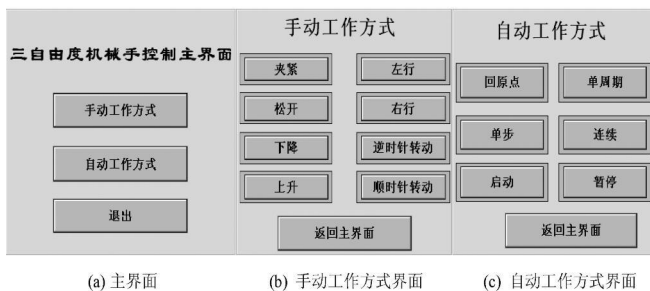 三自由度机械手控制主界面
手动工作方式
自动工作方式
退出
手动工作方式
夹紧 左行
松开 右行
下降 逆时针转动
上升 顺时针转动
返回主界面
自动工作方式
回原点 单周期
单步 连续
启动 暂停
返回主界面
(a) 主界面 (b) 手动工作方式界面 (c) 自动工作方式界面